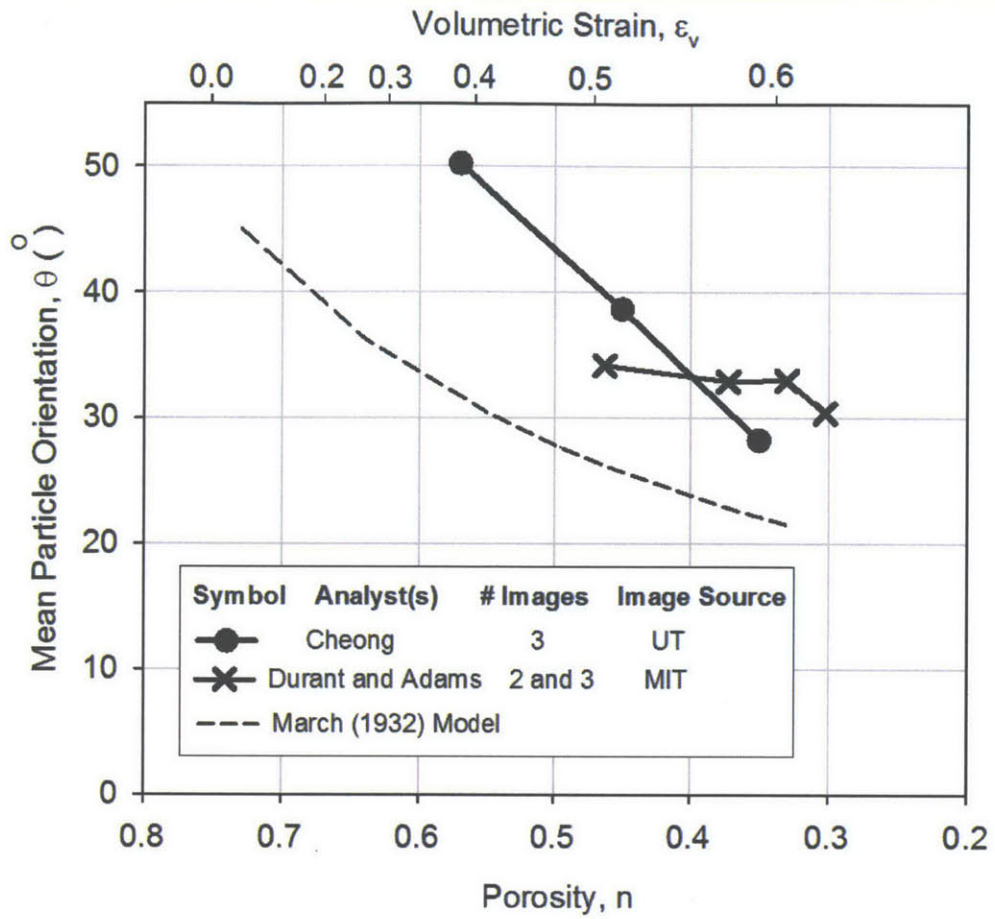 Volumetric Strain, εv
0.0 0.2 0.3 0.4 0.5 0.6
50
40
30
20
10
0
Mean Particle Orientation, θ (°)
Symbol Analyst(s) # Images Image Source
Cheong 3 UT
Durant and Adams 2 and 3 MIT
March (1932) Model
0.8 0.7 0.6 0.5 0.4 0.3 0.2
Porosity, n